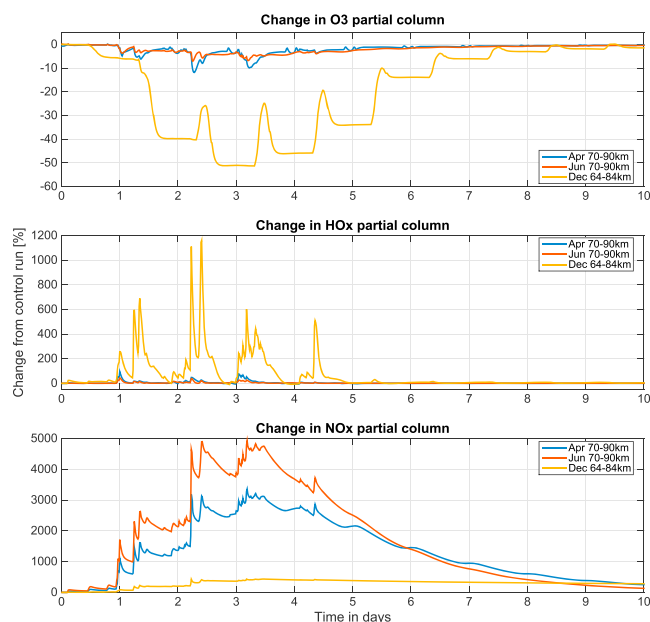 Change in O3 partial column
0
-10
-20
-30
-40
-50
-60
Apr 70-90km
Jun 70-90km
Dec 64-84km
0 1 2 3 4 5 6 7 8 9 10
Change in HOx partial column
Change from control run [%]
1200
1000
800
600
400
200
0
Apr 70-90km
Jun 70-90km
Dec 64-84km
0 1 2 3 4 5 6 7 8 9 10
Change in NOx partial column
5000
4000
3000
2000
1000
0
Apr 70-90km
Jun 70-90km
Dec 64-84km
0 1 2 3 4 5 6 7 8 9 10
Time in days